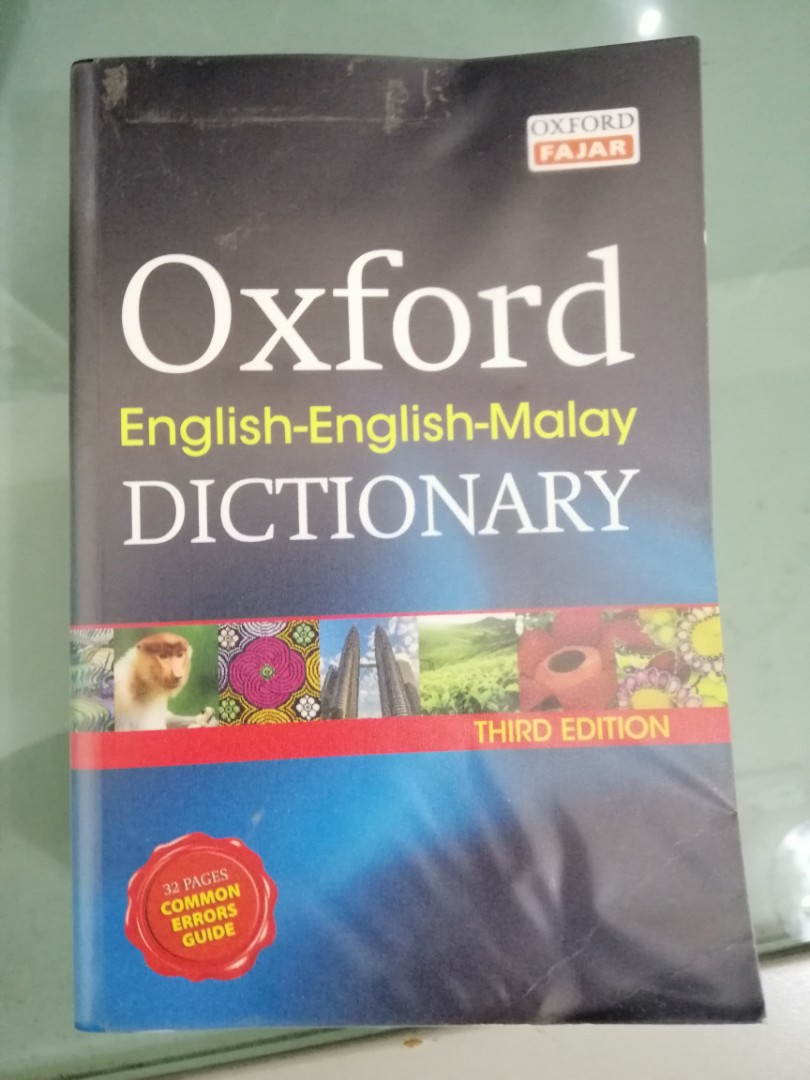 OXFORD
FAJAR
Oxford
English-English-Malay
DICTIONARY
THIRD EDITION
32 PAGES
COMMON
ERRORS
GUIDE